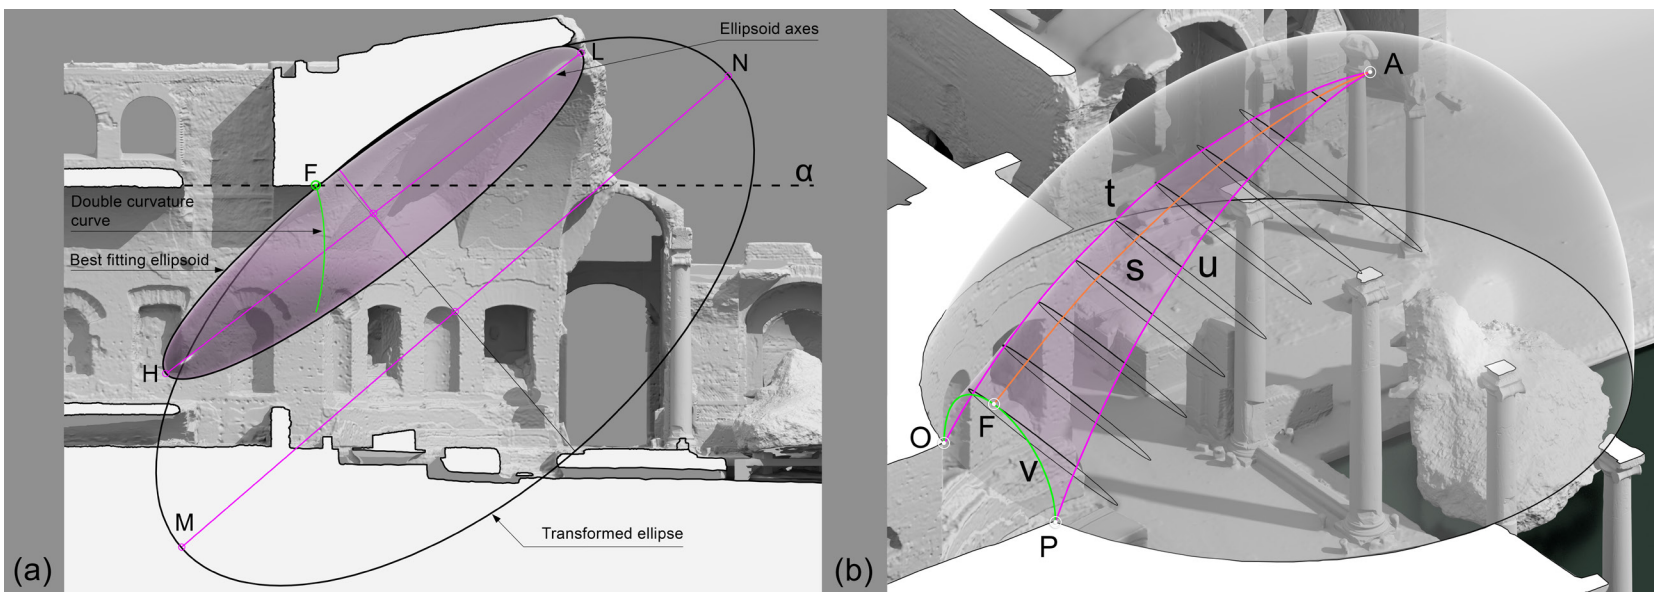 Ellipsoid axes
L
N
F
α
Double curvature
curve
Best fitting ellipsoid
H
M
Transformed ellipse
(a)
A
t
s
u
O
F
v
P
(b)